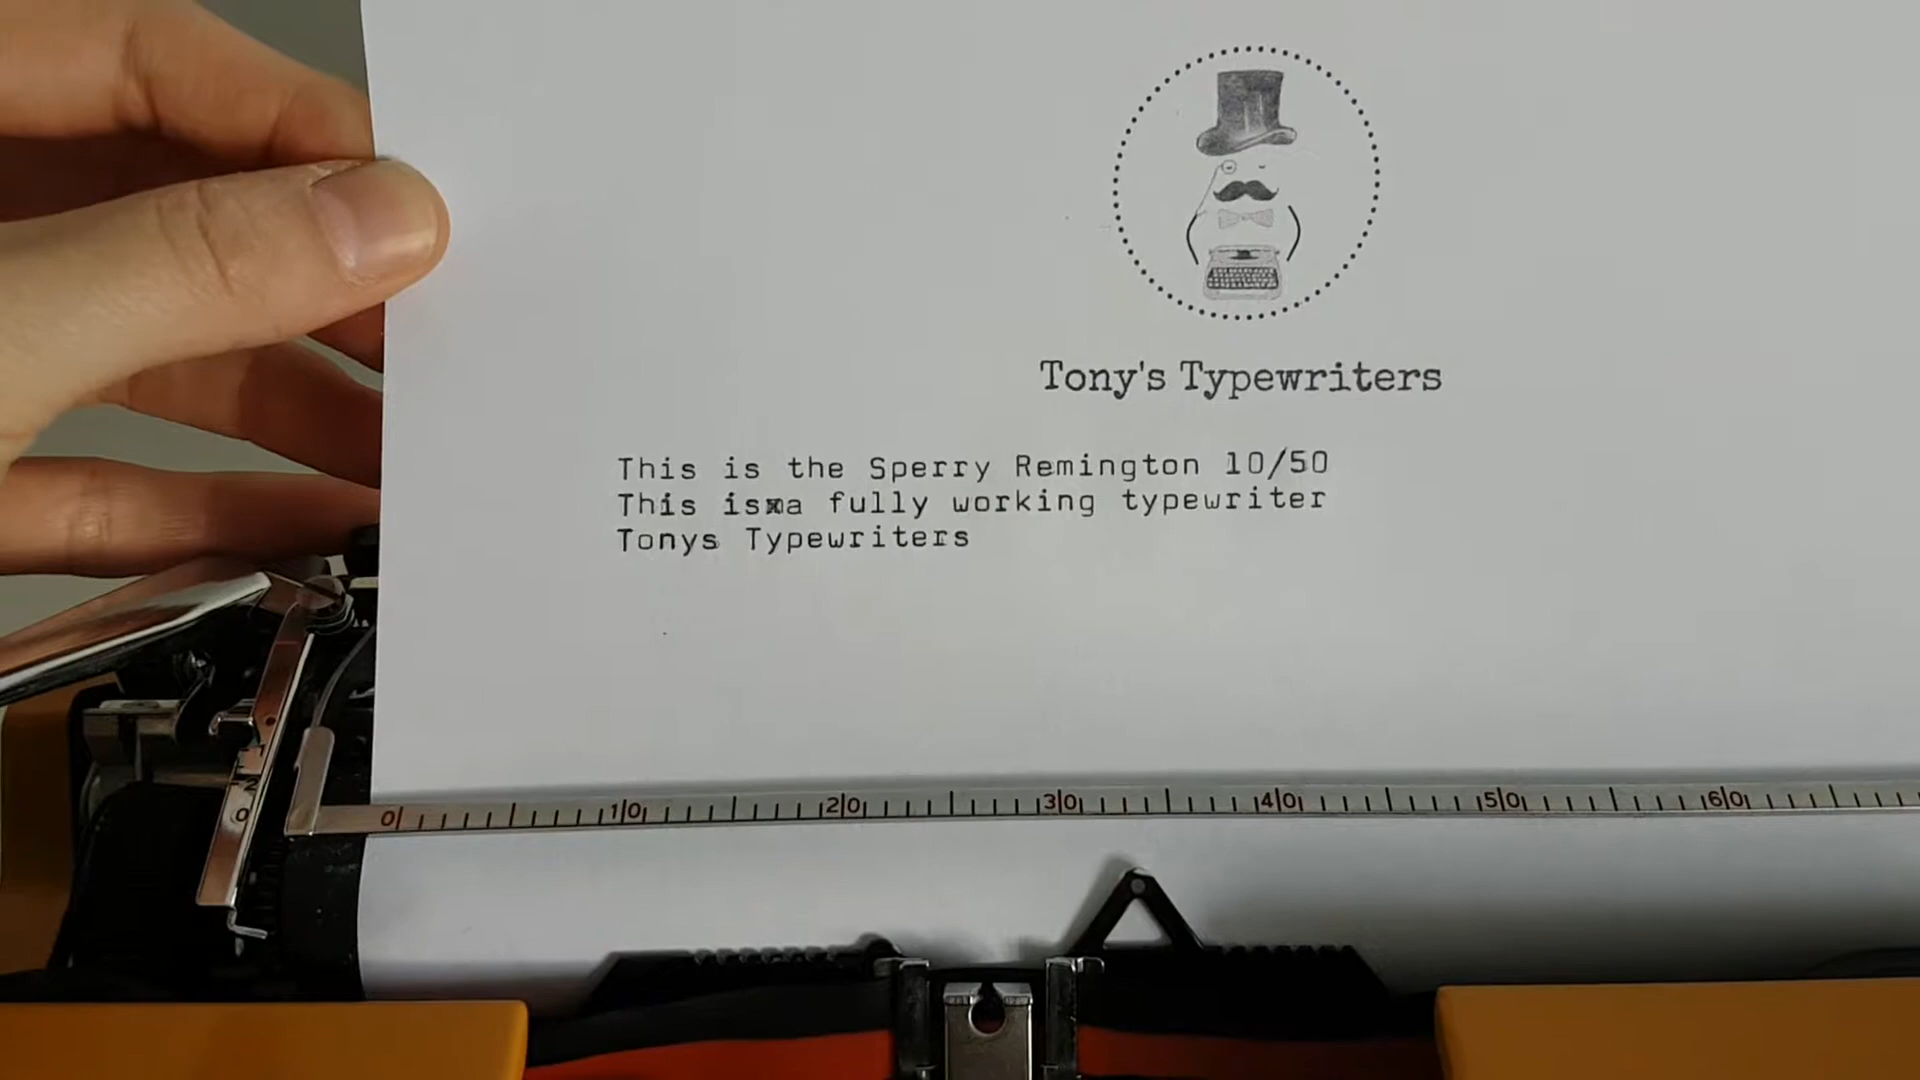 Tony's Typewriters
This is the Sperry Remington 10/50
This isxa fully working typewriter
Tonys Typewriters
0 10 20 30 40 50 60
0